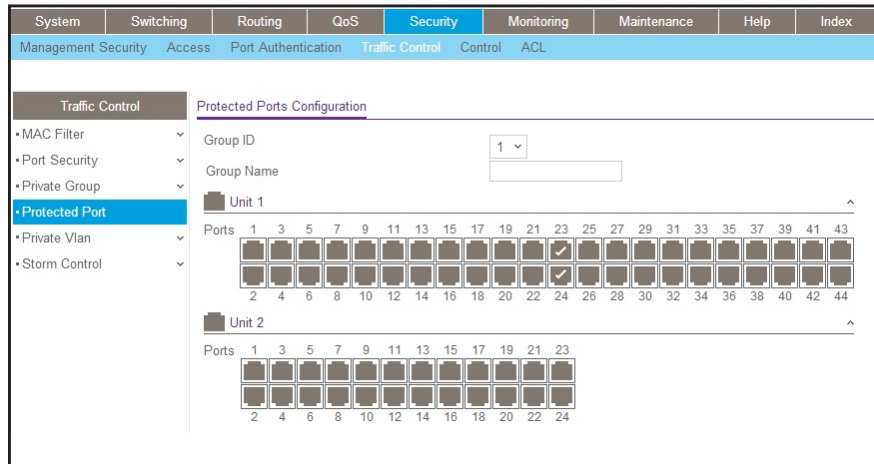 System Switching Routing QoS Security Monitoring Maintenance Help Index
Management Security Access Port Authentication Traffic Control Control ACL
Traffic Control
MAC Filter
Port Security
Private Group
Protected Port
Private Vlan
Storm Control
Protected Ports Configuration
Group ID 1
Group Name
Unit 1
Ports 1 3 5 7 9 11 13 15 17 19 21 23 25 27 29 31 33 35 37 39 41 43
2 4 6 8 10 12 14 16 18 20 22 24 26 28 30 32 34 36 38 40 42 44
Unit 2
Ports 1 3 5 7 9 11 13 15 17 19 21 23
2 4 6 8 10 12 14 16 18 20 22 24